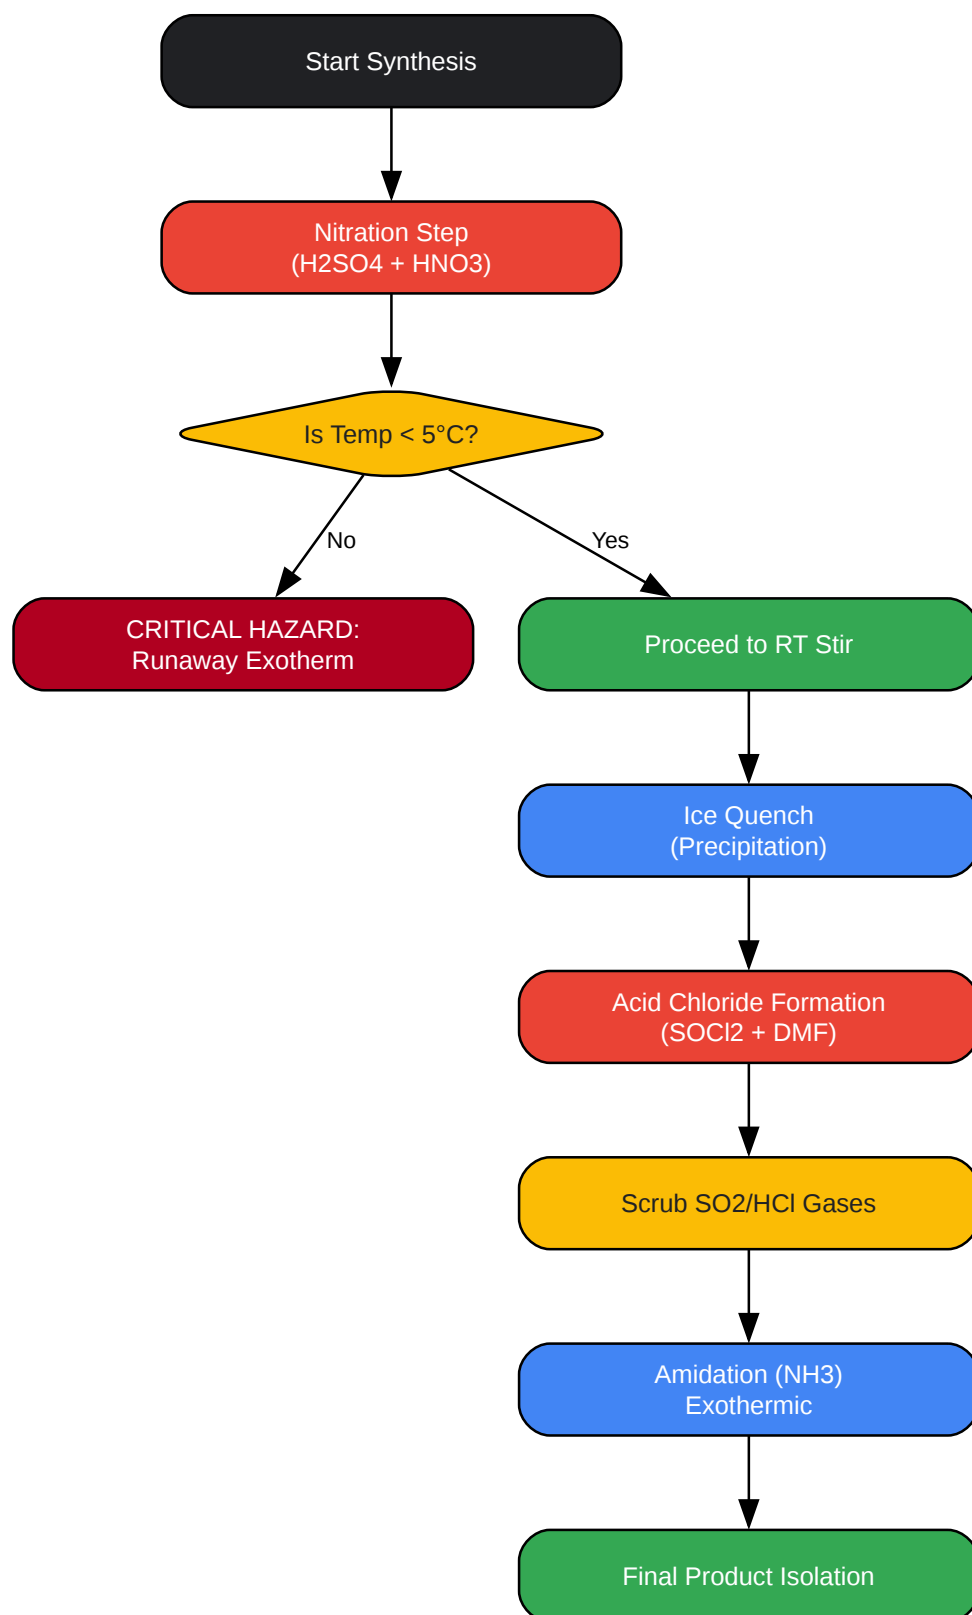 Start Synthesis
Nitration Step
(H2SO4 + HNO3)
Is Temp < 5°C?
No
Yes
CRITICAL HAZARD:
Runaway Exotherm
Proceed to RT Stir
Ice Quench
(Precipitation)
Acid Chloride Formation
(SOCl2 + DMF)
Scrub SO2/HCl Gases
Amidation (NH3)
Exothermic
Final Product Isolation